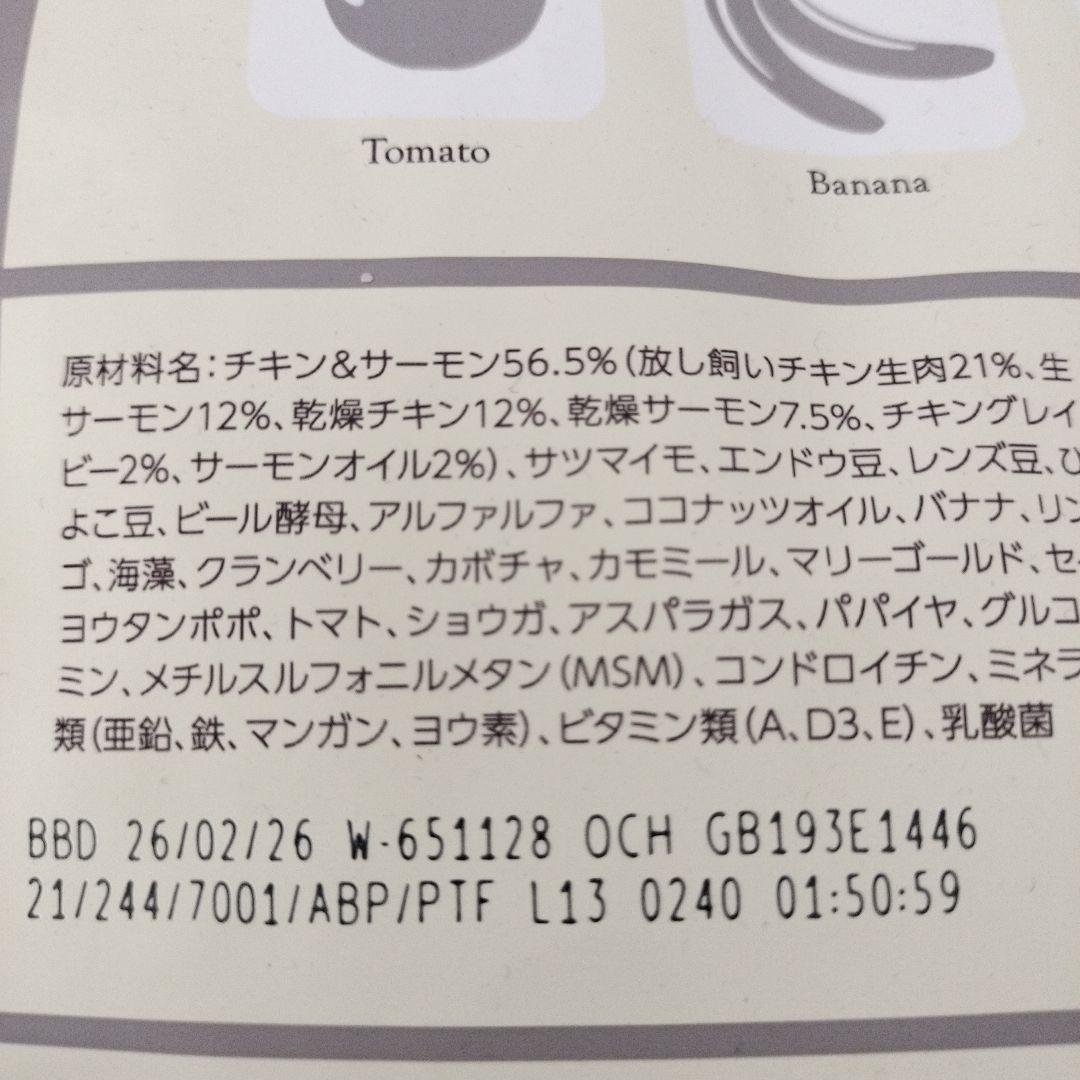 Tomato
Banana
原材料名：チキン&サーモン56.5%（放し飼いチキン生肉21%、生
サーモン12%、乾燥チキン12%、乾燥サーモン7.5%、チキングレイ
ビー2%、サーモンオイル2%）、サツマイモ、エンドウ豆、レンズ豆、ひ
よこ豆、ビール酵母、アルファルファ、ココナッツオイル、バナナ、リン
ゴ、海藻、クランベリー、カボチャ、カモミール、マリーゴールド、セイ
ヨウタンポポ、トマト、ショウガ、アスパラガス、パパイヤ、グルコ
ミン、メチルスルフォニルメタン（MSM）、コンドロイチン、ミネラ
類（亜鉛、鉄、マンガン、ヨウ素）、ビタミン類（A、D3、E）、乳酸菌
BBD 26/02/26 W-651128 OCH GB193E1446
21/244/7001/ABP/PTF L13 0240 01:50:59